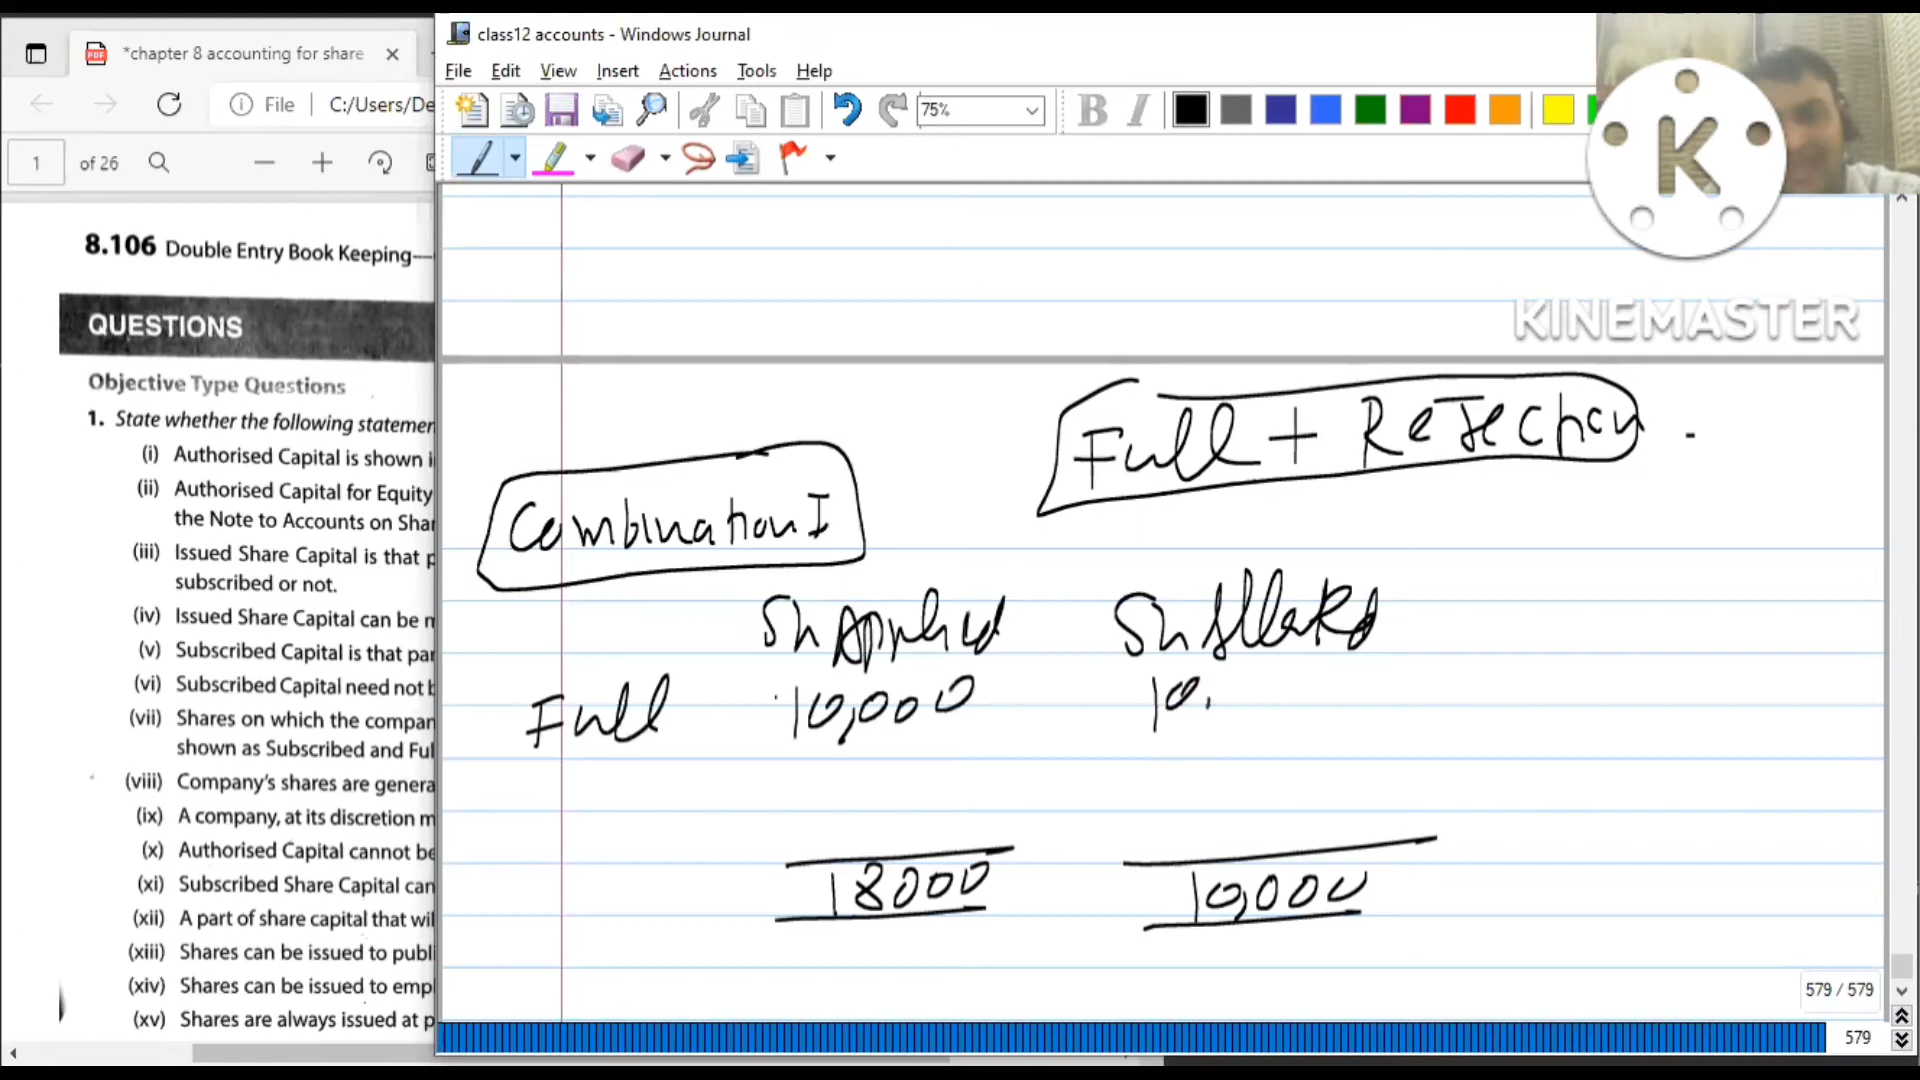 *chapter 8 accounting for share
File
C:/Users/De
1 of 26
8.106 Double Entry Book Keeping—
QUESTIONS
Objective Type Questions
1. State whether the following statemen
(i) Authorised Capital is shown i
(ii) Authorised Capital for Equity
the Note to Accounts on Shar
(iii) Issued Share Capital is that p
subscribed or not.
(iv) Issued Share Capital can be m
(v) Subscribed Capital is that par
(vi) Subscribed Capital need not b
(vii) Shares on which the compan
shown as Subscribed and Ful
(viii) Company's shares are genera
(ix) A company, at its discretion m
(x) Authorised Capital cannot be
(xi) Subscribed Share Capital can
(xii) A part of share capital that wil
(xiii) Shares can be issued to publi
(xiv) Shares can be issued to empl
(xv) Shares are always issued at p
class12 accounts - Windows Journal
File Edit View Insert Actions Tools Help
75%
B I
K
KINEMASTER
Full + Rejection
Combination I
Sh Applied Sh Allotted
Full 10,000 10,
18000 10,000
579 / 579
579